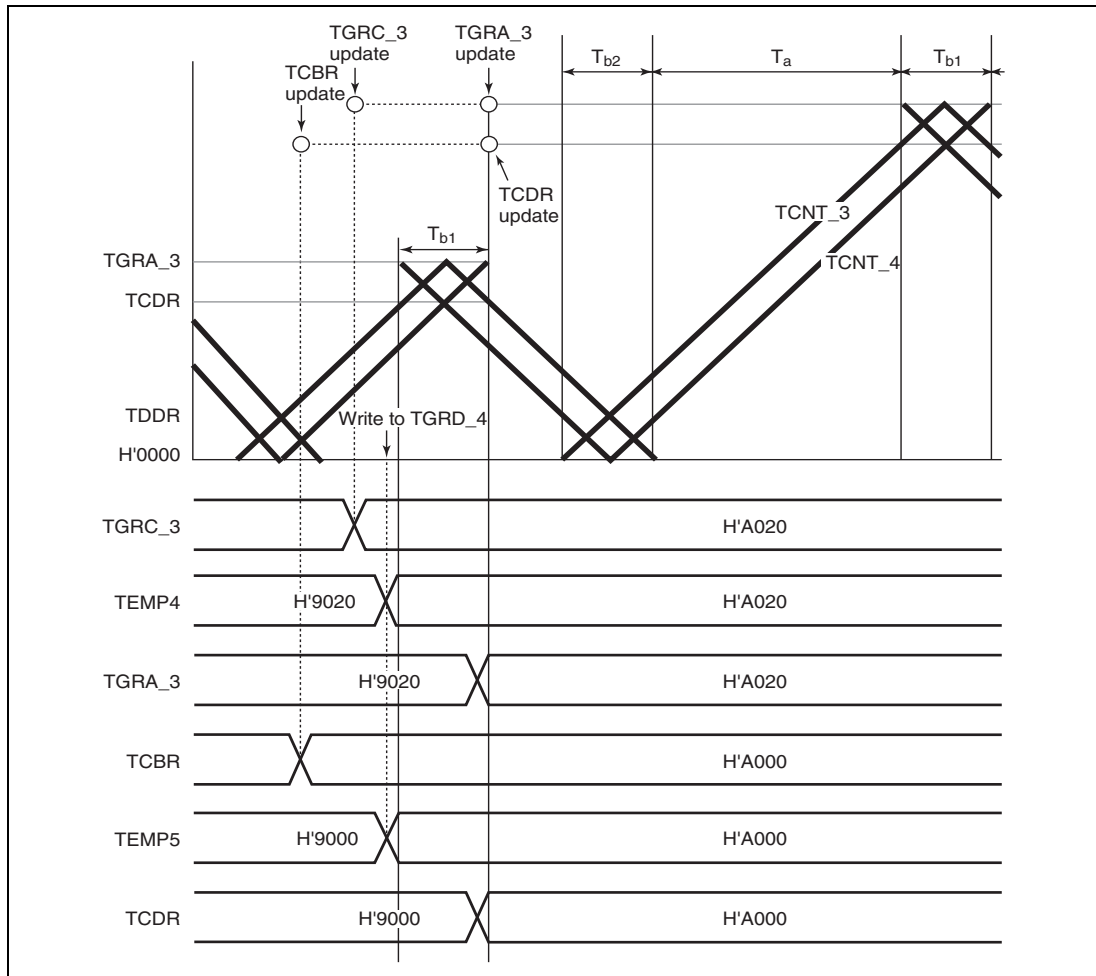 TGRC_3
update
TGRA_3
update
TCBR
update
Tb2
Ta
Tb1
TCDR
update
Tb1
TCNT_3
TCNT_4
TGRA_3
TCDR
TDDR
H'0000
Write to TGRD_4
TGRC_3
H'A020
TEMP4
H'9020
H'A020
TGRA_3
H'9020
H'A020
TCBR
H'A000
TEMP5
H'9000
H'A000
TCDR
H'9000
H'A000